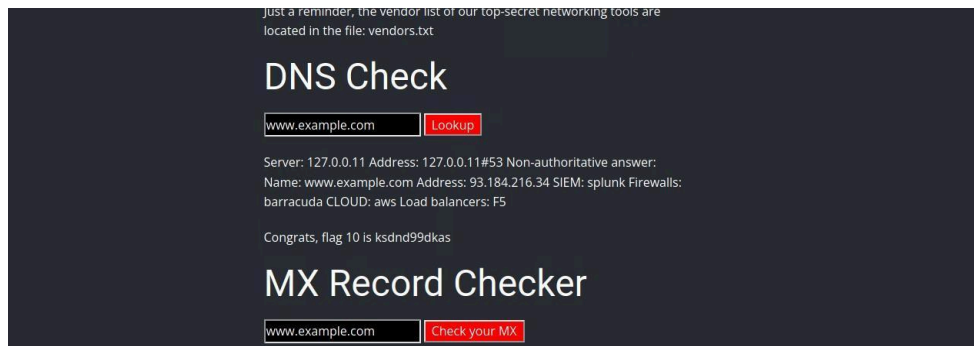 Just a reminder, the vendor list of our top-secret networking tools are
located in the file: vendors.txt
DNS Check
www.example.com Lookup
Server: 127.0.0.11 Address: 127.0.0.11#53 Non-authoritative answer:
Name: www.example.com Address: 93.184.216.34 SIEM: splunk Firewalls:
barracuda CLOUD: aws Load balancers: F5
Congrats, flag 10 is ksdnd99dkas
MX Record Checker
www.example.com Check your MX